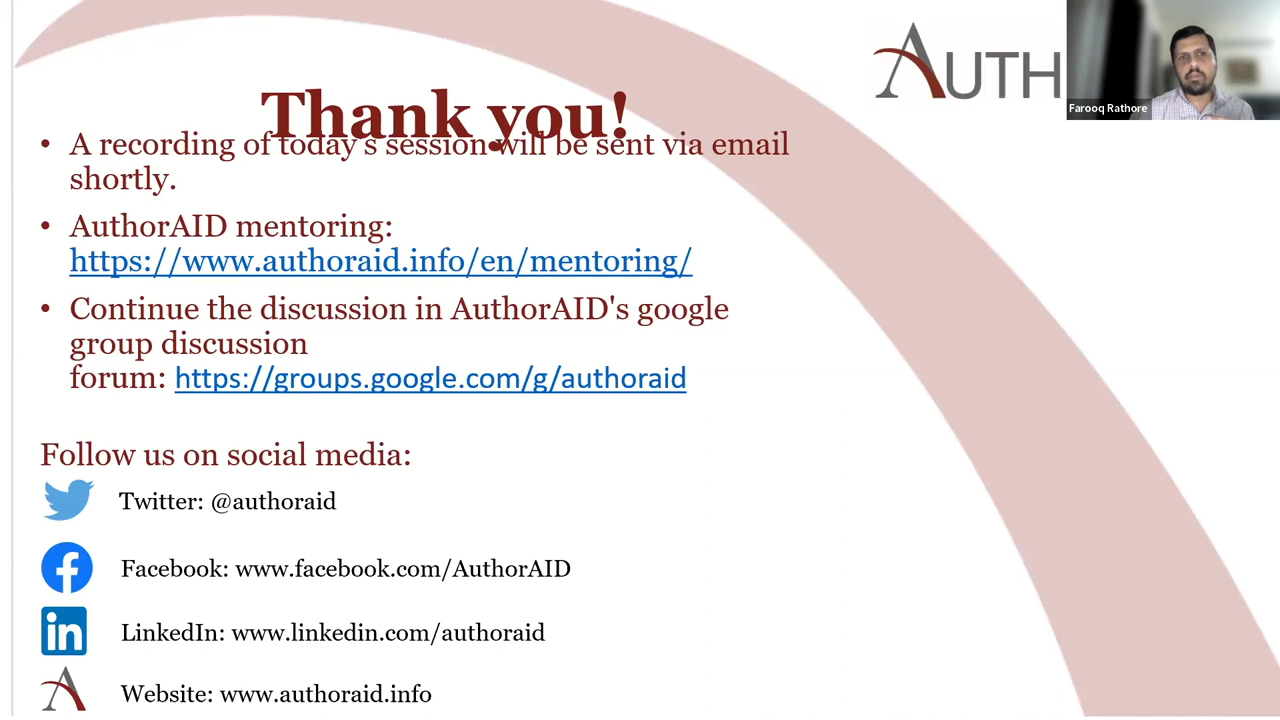 AUTH
Farooq Rathore
Thank you!
• A recording of today's session will be sent via email
shortly.
• AuthorAID mentoring:
https://www.authoraid.info/en/mentoring/
• Continue the discussion in AuthorAID's google
group discussion
forum: https://groups.google.com/g/authoraid
Follow us on social media:
Twitter: @authoraid
Facebook: www.facebook.com/AuthorAID
in
LinkedIn: www.linkedin.com/authoraid
Website: www.authoraid.info